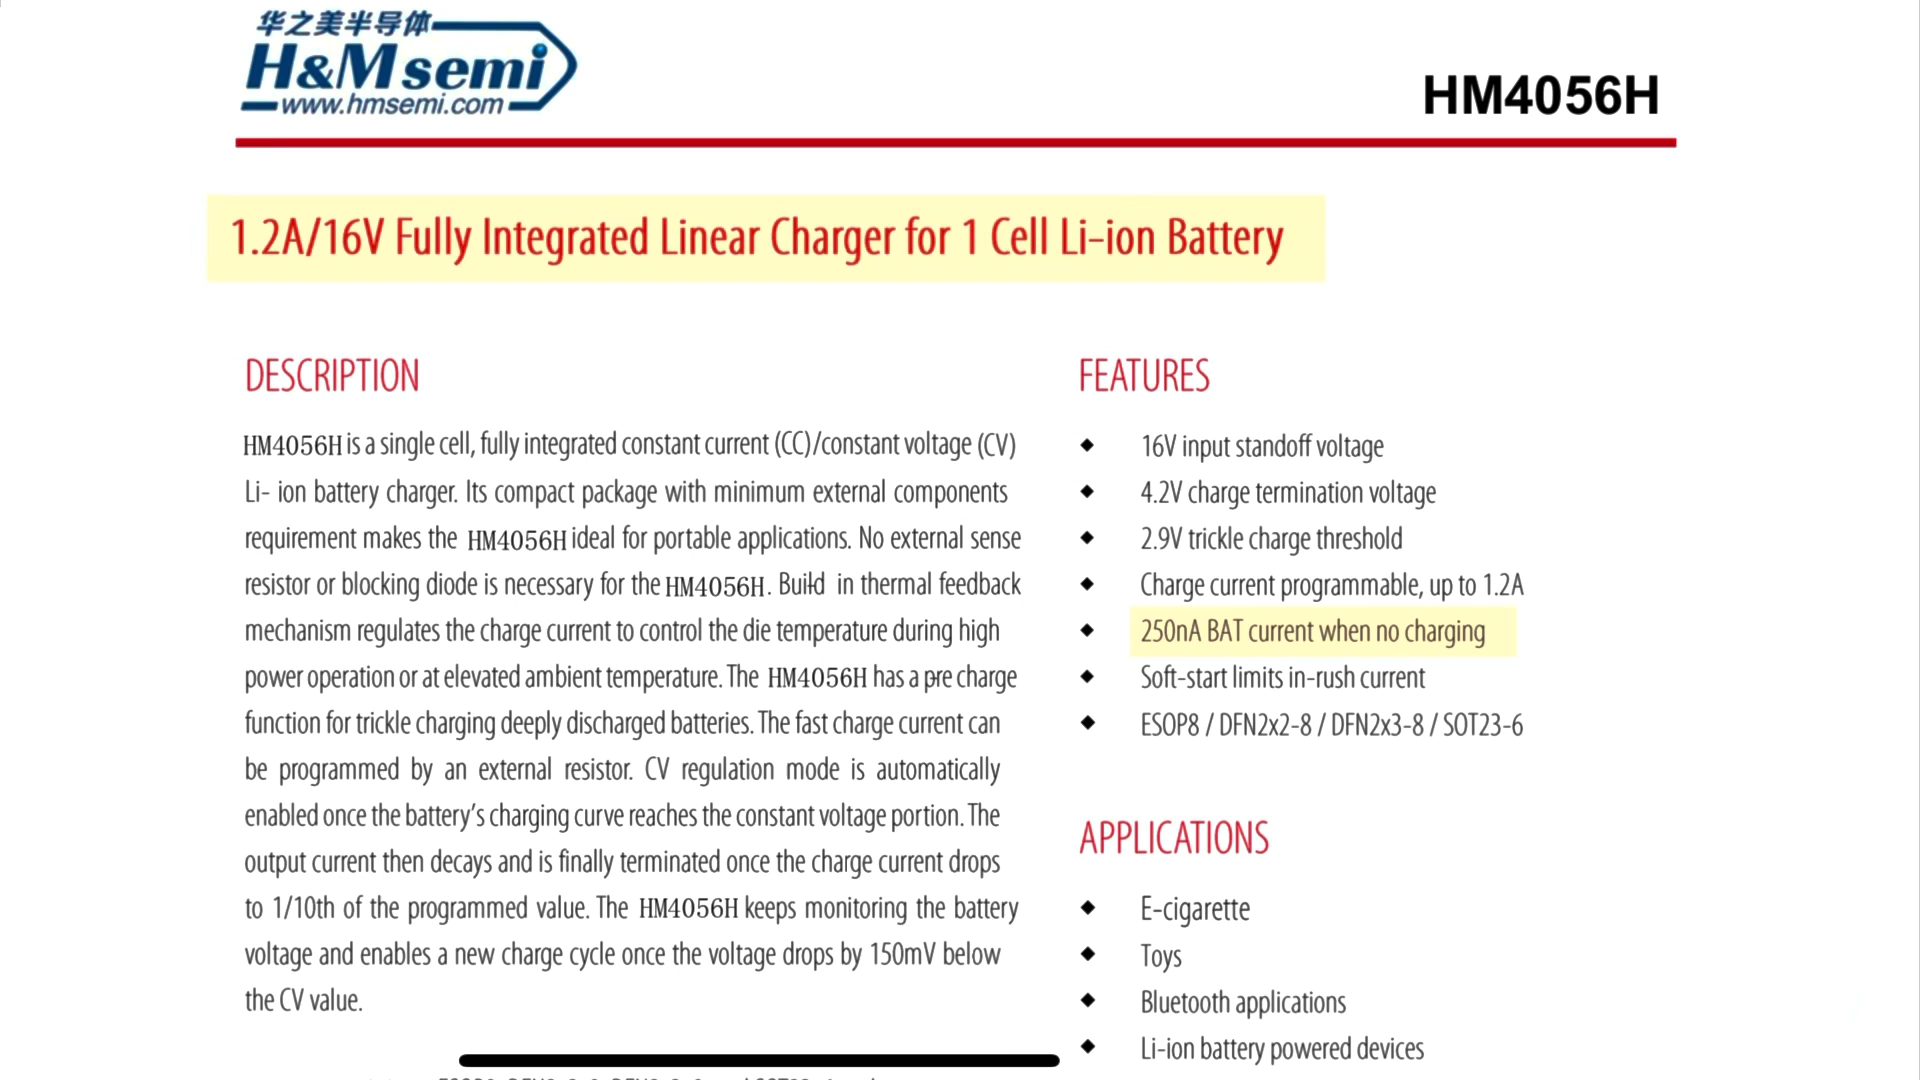 华之美半导体
H&M semi
www.hmsemi.com
HM4056H
1.2A/16V Fully Integrated Linear Charger for 1 Cell Li-ion Battery
DESCRIPTION
HM4056H is a single cell, fully integrated constant current (CC)/constant voltage (CV)
Li- ion battery charger. Its compact package with minimum external components
requirement makes the HM4056H ideal for portable applications. No external sense
resistor or blocking diode is necessary for the HM4056H. Build in thermal feedback
mechanism regulates the charge current to control the die temperature during high
power operation or at elevated ambient temperature. The HM4056H has a pre charge
function for trickle charging deeply discharged batteries. The fast charge current can
be programmed by an external resistor. CV regulation mode is automatically
enabled once the battery's charging curve reaches the constant voltage portion. The
output current then decays and is finally terminated once the charge current drops
to 1/10th of the programmed value. The HM4056H keeps monitoring the battery
voltage and enables a new charge cycle once the voltage drops by 150mV below
the CV value.
FEATURES
◆ 16V input standoff voltage
◆ 4.2V charge termination voltage
◆ 2.9V trickle charge threshold
◆ Charge current programmable, up to 1.2A
◆ 250nA BAT current when no charging
◆ Soft-start limits in-rush current
◆ ESOP8 / DFN2x2-8 / DFN2x3-8 / SOT23-6
APPLICATIONS
◆ E-cigarette
◆ Toys
◆ Bluetooth applications
◆ Li-ion battery powered devices